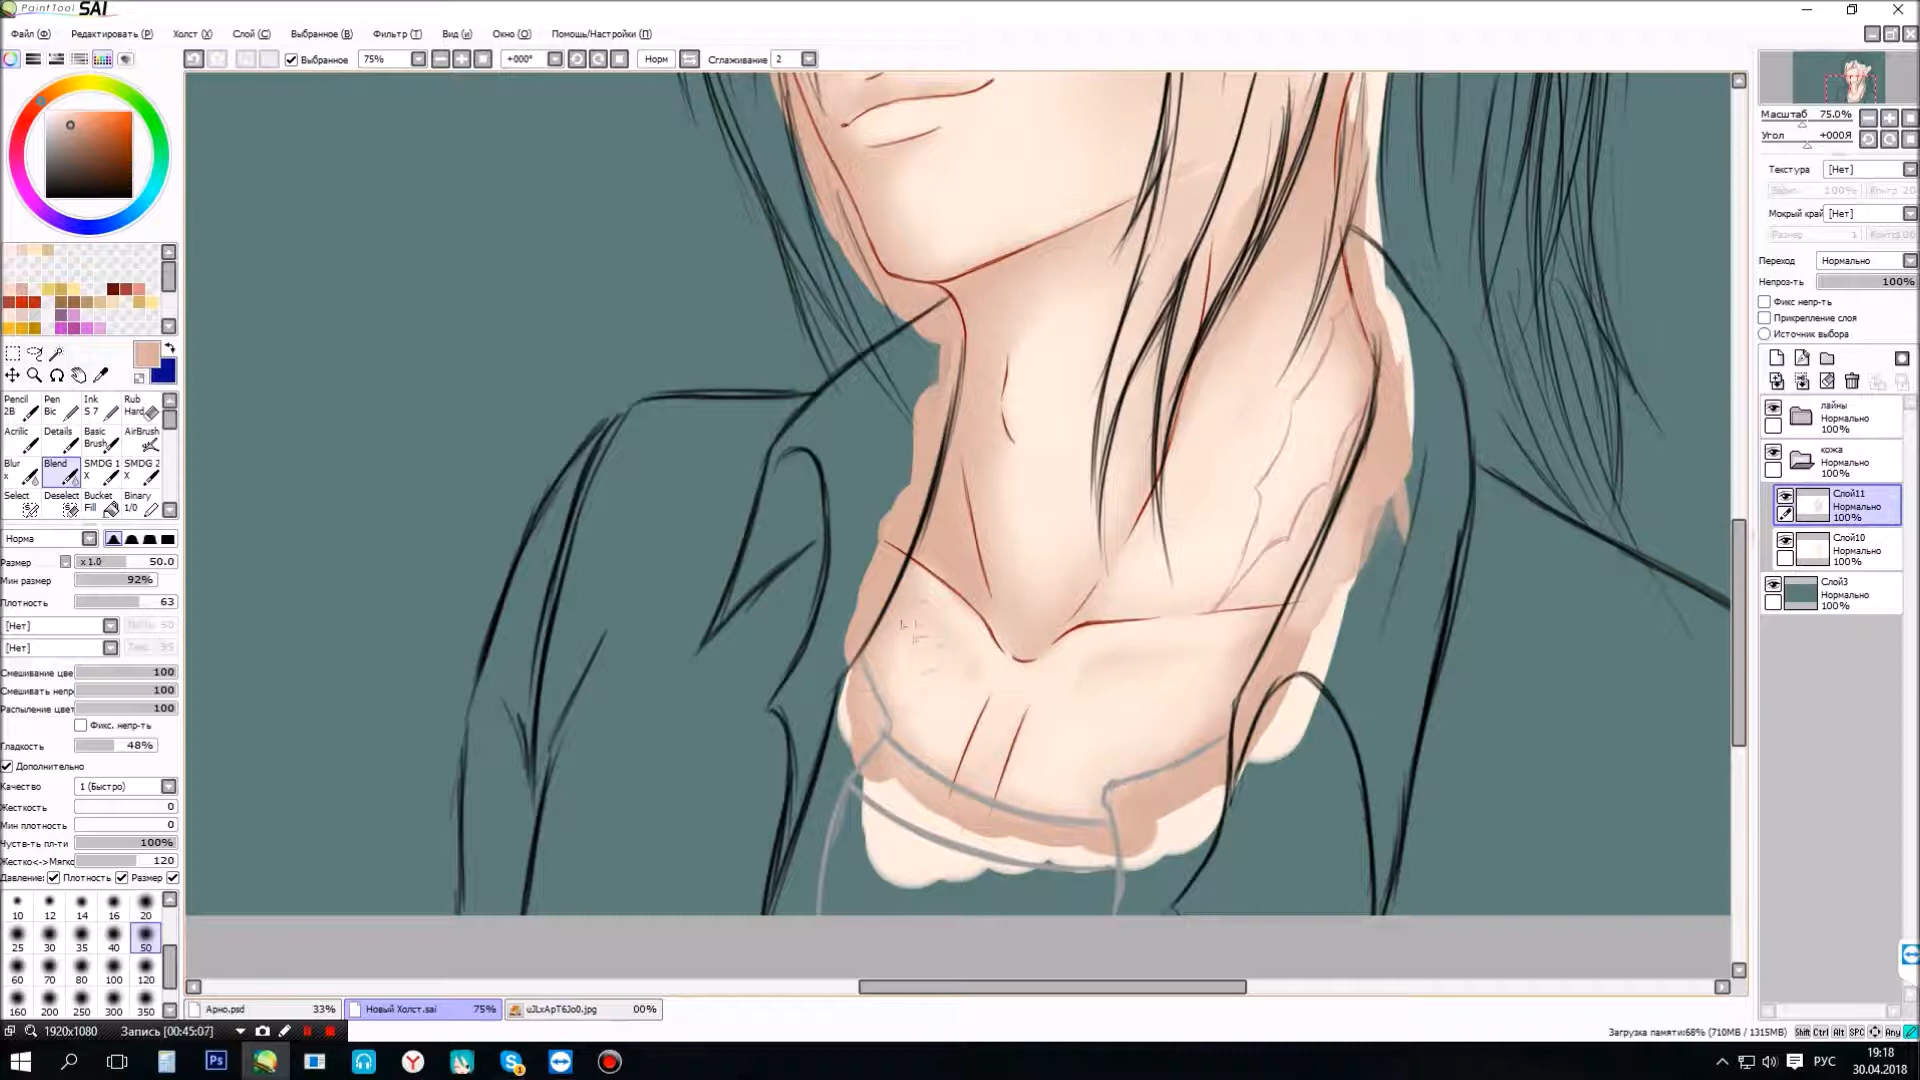 PaintTool SAI
Файл (Ф) Редактировать (Р) Холст (Х) Слой (С) Выбранное (В) Фильтр (Т) Вид (и) Окно (О) Помощь/Настройки (П)
Выбранное 75% +000° Норм Сглаживание 2
Масштаб 75.0%
Угол +000Я
Текстура [Нет]
100% 20
Мокрый край [Нет]
Размер 1
Переход Нормально
Непроз-ть 100%
Фикс непр-ть
Прикрепление слоя
Источник выбора
лайны
Нормально
100%
кожа
Нормально
100%
Слой11
Нормально
100%
Слой10
Нормально
100%
Слой3
Нормально
100%
Pencil Pen Ink Rub
2B Bic S 7 Hard
Acrilic Details Basic AirBrush
Brush
Blur Blend SMDG 1 SMDG 2
x X X
Select Deselect Bucket Binary
Fill 1/0
Норма
Размер x 1.0 50.0
Мин размер 92%
Плотность 63
[Нет] 50
[Нет] 95
Смешивание цве 100
Смешивать непр 100
Распыление цвет 100
Фикс. непр-ть
Гладкость 48%
Дополнительно
Качество 1 (Быстро)
Жесткость 0
Мин плотность 0
Чуств-ть пл-ти 100%
Жестко<->Мягко 120
Давление: Плотность Размер
10 12 14 16 20
25 30 35 40 50
60 70 80 100 120
160 200 250 300 350
Арно.psd 33% Новый Холст.sai 75% uJLxApT6Jo0.jpg 00%
1920x1080 Запись [00:45:07]
Загрузка памяти:68% (710MB / 1315MB) Shift Ctrl Alt SPC Any
Ps
РУС
19:18
30.04.2018